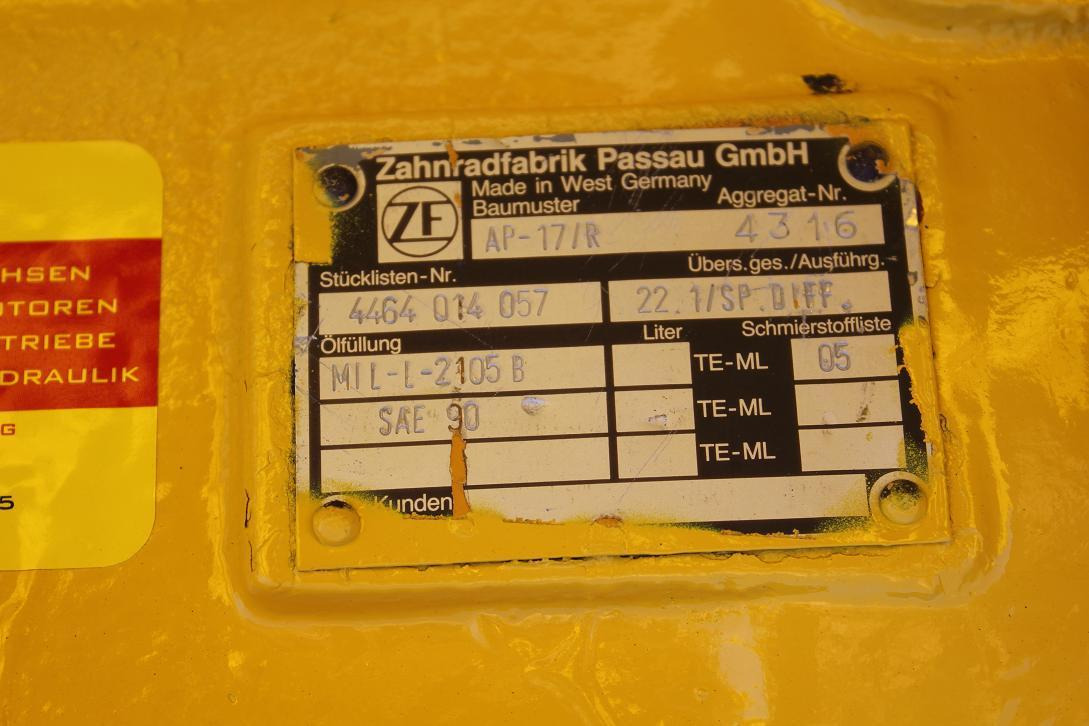 Zahnradfabrik Passau GmbH
ZF
Made in West Germany
Baumuster
Aggregat-Nr.
AP-17/R
4316
Stücklisten-Nr.
Übers.ges./Ausführg.
4464 014 057
22.1/SP.DIFF.
Ölfüllung
Liter
Schmierstoffliste
MIL-L-2105 B
TE-ML
05
SAE 90
TE-ML
TE-ML
Kunden
HSEN
OTOREN
TRIEBE
DRAULIK
G
5